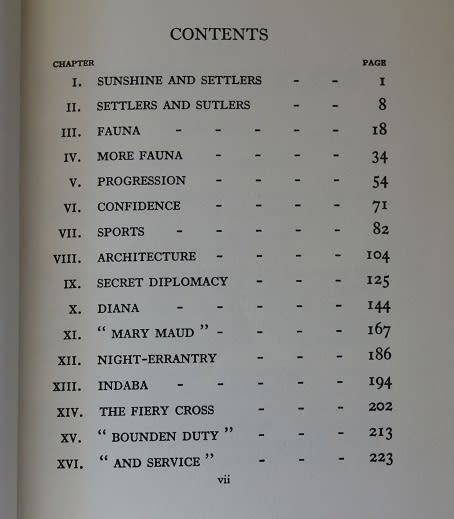 CONTENTS
CHAPTER PAGE
I. SUNSHINE AND SETTLERS - - 1
II. SETTLERS AND SUTLERS - - 8
III. FAUNA - - - - - 18
IV. MORE FAUNA - - - - 34
V. PROGRESSION - - - - 54
VI. CONFIDENCE - - - - 71
VII. SPORTS - - - - - 82
VIII. ARCHITECTURE - - - - 104
IX. SECRET DIPLOMACY - - - 125
X. DIANA - - - - - 144
XI. " MARY MAUD " - - - - 167
XII. NIGHT-ERRANTRY - - - 186
XIII. INDABA - - - - - 194
XIV. THE FIERY CROSS - - - 202
XV. " BOUNDEN DUTY " - - - 213
XVI. " AND SERVICE " - - - 223
vii